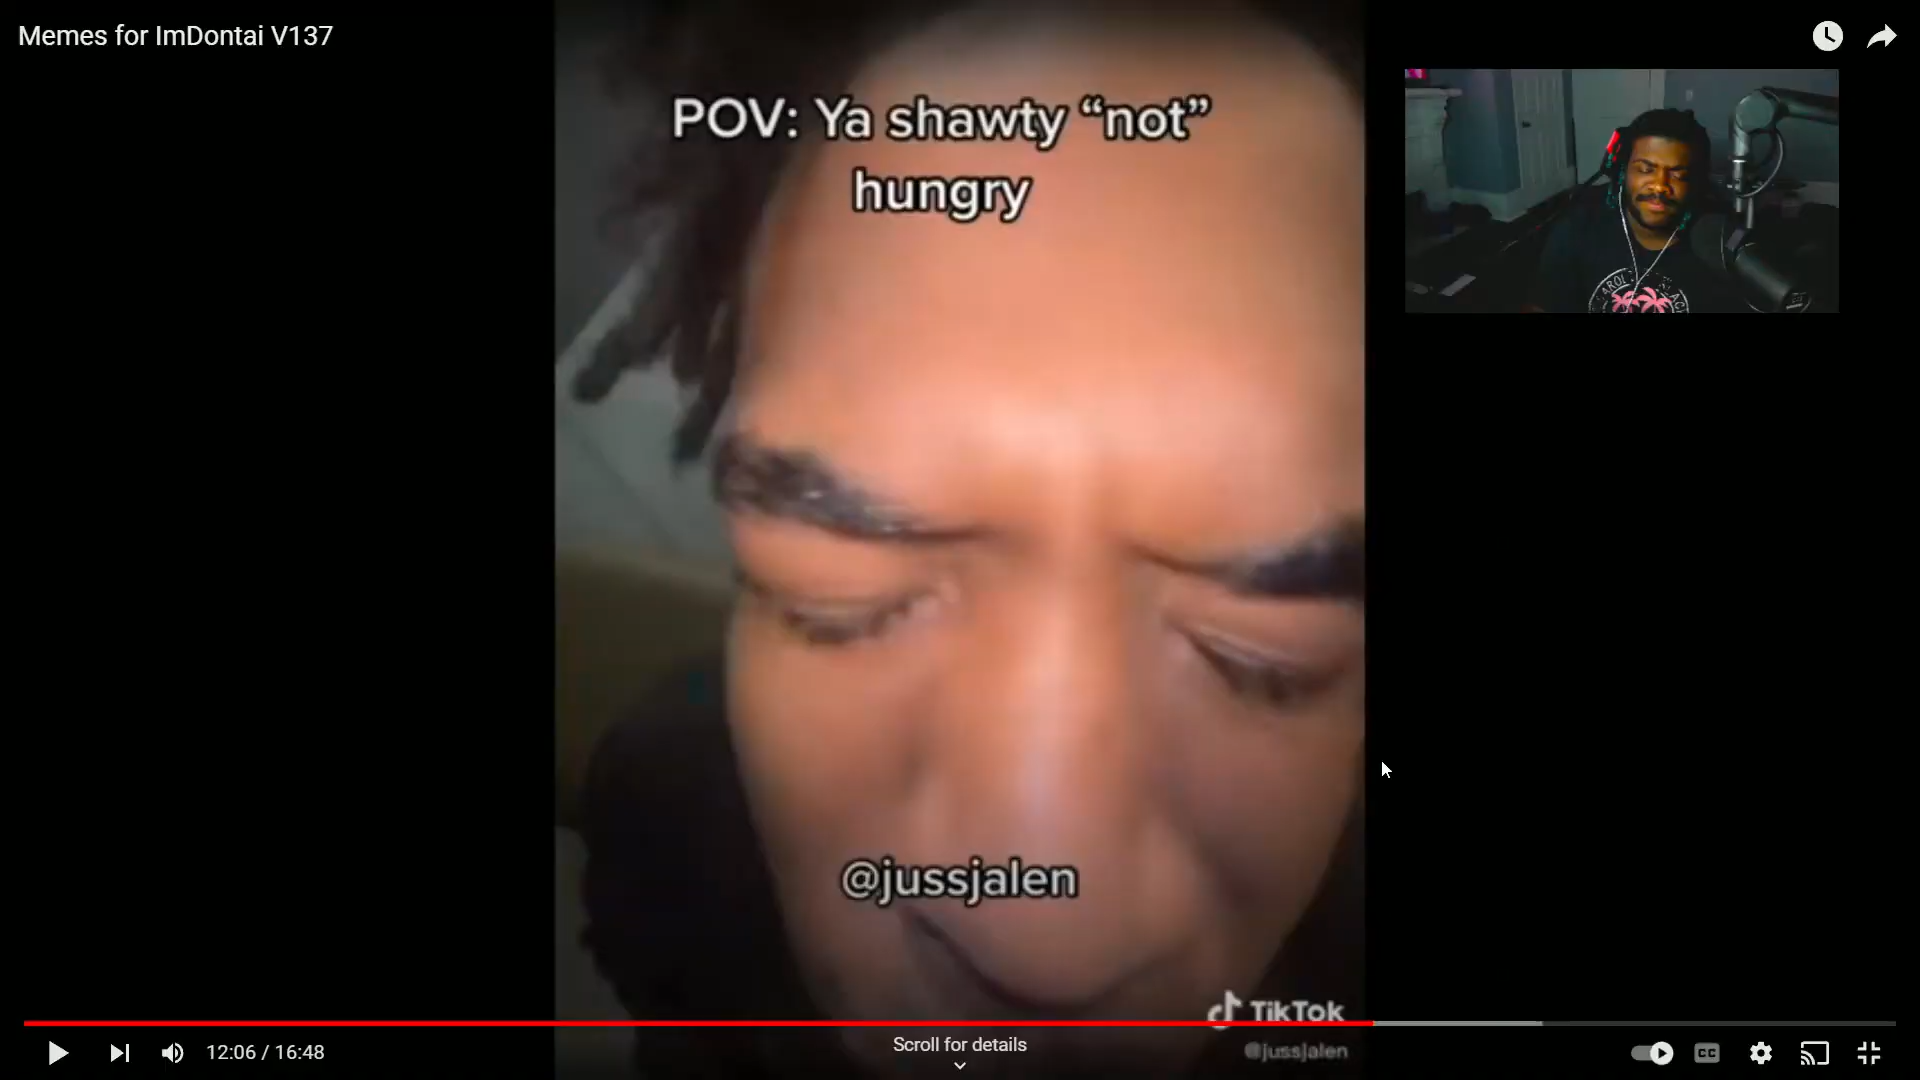 Memes for ImDontai V137
POV: Ya shawty “not”
hungry
@jussjalen
TikTok
@jussjalen
12:06 / 16:48
Scroll for details
CC